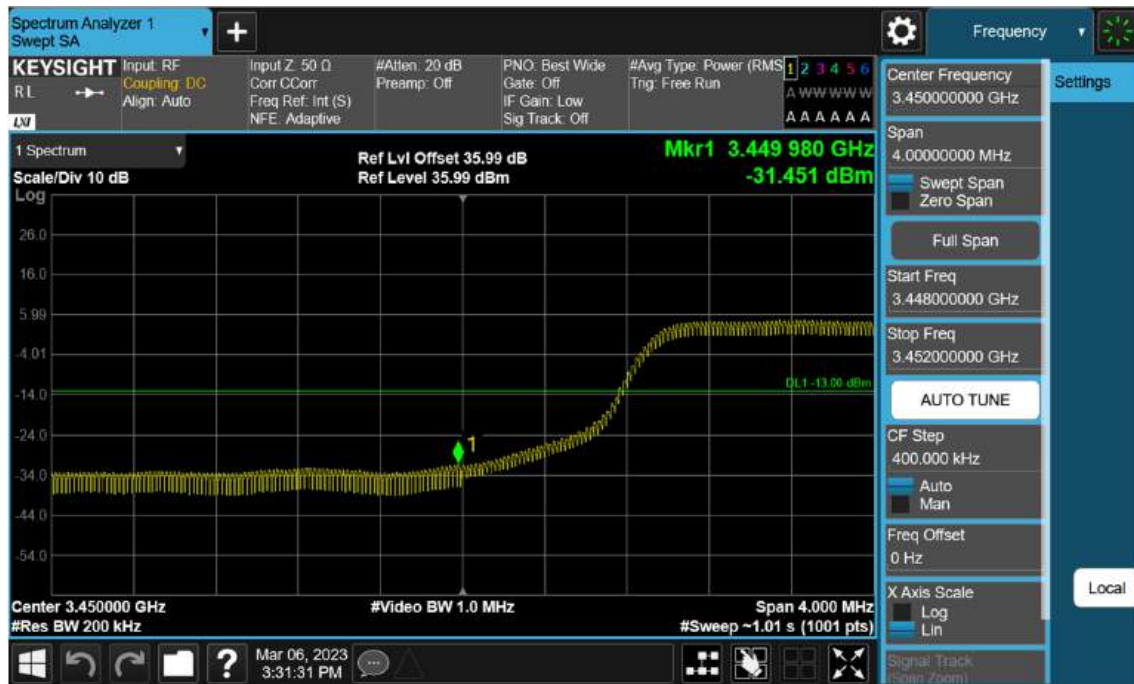 Spectrum Analyzer 1
Swept SA
+
Frequency
KEYSIGHT
RL
LXI
Input: RF
Coupling: DC
Align: Auto
Input Z: 50 Ω
Corr CCorr
Freq Ref: Int (S)
NFE: Adaptive
#Atten: 20 dB
Preamp: Off
PNO: Best Wide
Gate: Off
IF Gain: Low
Sig Track: Off
#Avg Type: Power (RMS
Trig: Free Run
1 2 3 4 5 6
A W W W W W
A A A A A A
1 Spectrum
Scale/Div 10 dB
Ref Lvl Offset 35.99 dB
Ref Level 35.99 dBm
Mkr1 3.449 980 GHz
-31.451 dBm
Log
26.0
16.0
5.99
-4.01
-14.0
-24.0
-34.0
-44.0
-54.0
DL1 -13.00 dBm
1
Center 3.450000 GHz
#Res BW 200 kHz
#Video BW 1.0 MHz
Span 4.000 MHz
#Sweep ~1.01 s (1001 pts)
Mar 06, 2023
3:31:31 PM
?
Center Frequency
3.450000000 GHz
Span
4.00000000 MHz
Swept Span
Zero Span
Full Span
Start Freq
3.448000000 GHz
Stop Freq
3.452000000 GHz
AUTO TUNE
CF Step
400.000 kHz
Auto
Man
Freq Offset
0 Hz
X Axis Scale
Log
Lin
Signal Track
(Span Zoom)
Settings
Local